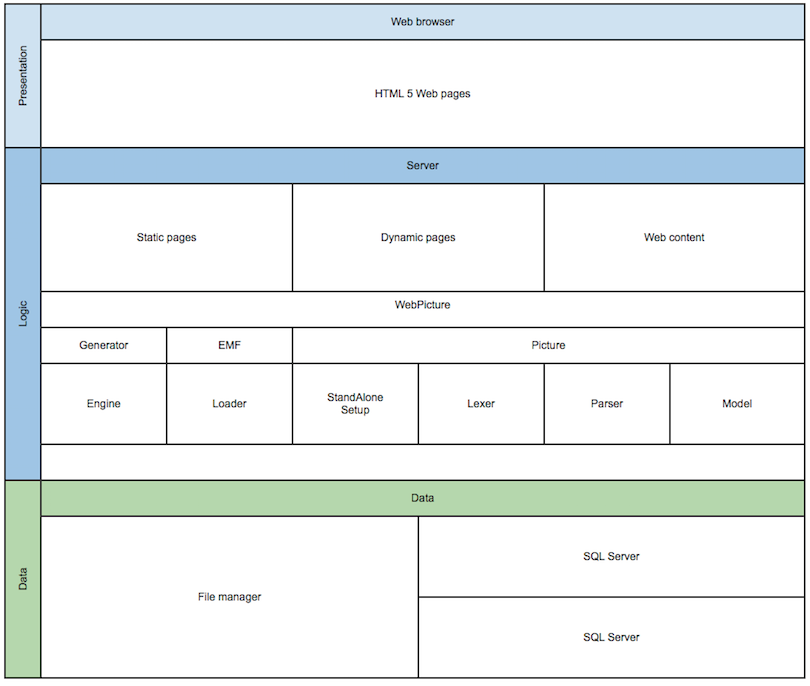 Presentation
Web browser
HTML 5 Web pages
Logic
Server
Static pages
Dynamic pages
Web content
WebPicture
Generator
EMF
Picture
Engine
Loader
StandAlone
Setup
Lexer
Parser
Model
Data
Data
File manager
SQL Server
SQL Server